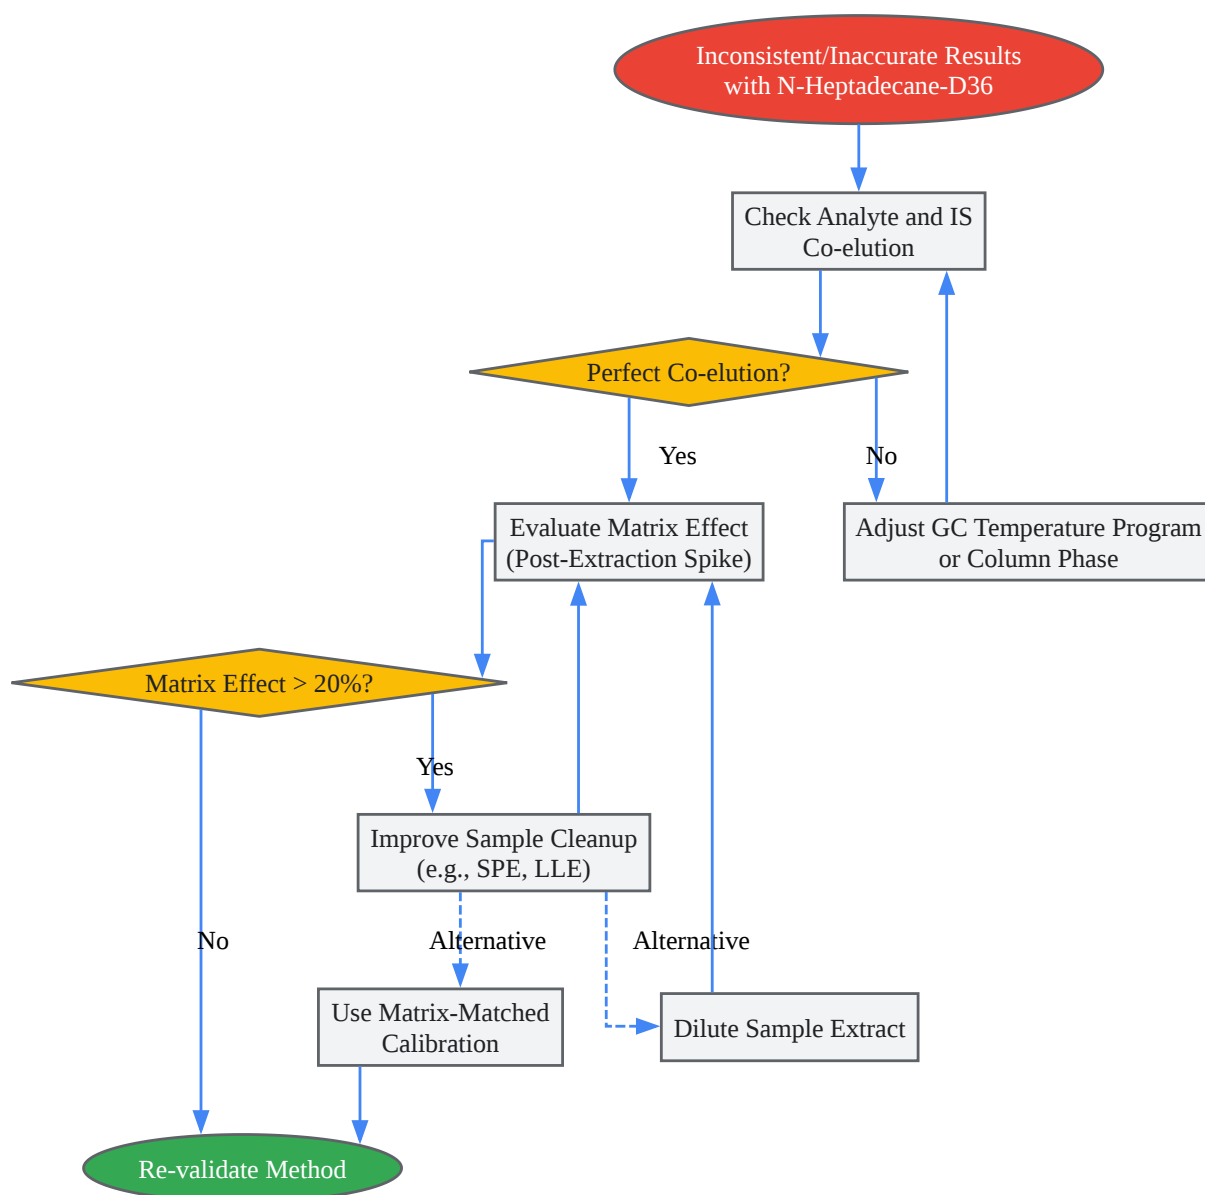 Inconsistent/Inaccurate Results
with N-Heptadecane-D36
Check Analyte and IS
Co-elution
Perfect Co-elution?
Yes
No
Evaluate Matrix Effect
(Post-Extraction Spike)
Adjust GC Temperature Program
or Column Phase
Matrix Effect > 20%?
Yes
Improve Sample Cleanup
(e.g., SPE, LLE)
No
Alternative
Alternative
Use Matrix-Matched
Calibration
Dilute Sample Extract
Re-validate Method